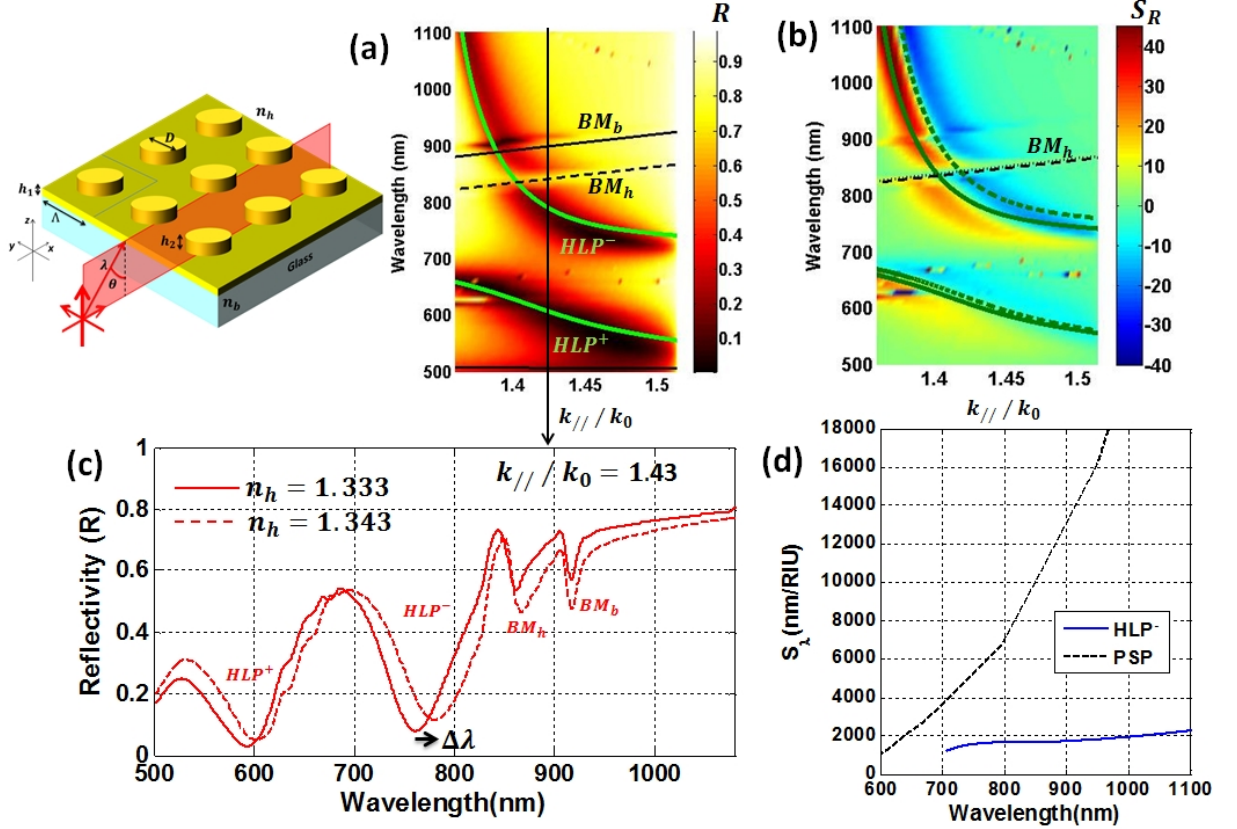 n_h
D
h_1
Λ
z
y
x
h_2
λ
θ
Glass
n_b
(a)
R
Wavelength (nm)
1100
1000
900
800
700
600
500
BM_b
BM_h
HLP^-
HLP^+
1.4
1.45
1.5
k_{//} / k_0
0.9
0.8
0.7
0.6
0.5
0.4
0.3
0.2
0.1
(b)
S_R
Wavelength (nm)
1100
1000
900
800
700
600
500
BM_h
1.4
1.45
1.5
k_{//} / k_0
40
30
20
10
0
-10
-20
-30
-40
(c)
k_{//} / k_0 = 1.43
n_h = 1.333
n_h = 1.343
Reflectivity (R)
1
0.8
0.6
0.4
0.2
0
HLP^+
HLP^-
BM_h
BM_b
Δλ
500
600
700
800
900
1000
Wavelength(nm)
(d)
S_λ (nm/RIU)
18000
16000
14000
12000
10000
8000
6000
4000
2000
0
HLP^-
PSP
600
700
800
900
1000
1100
Wavelength(nm)